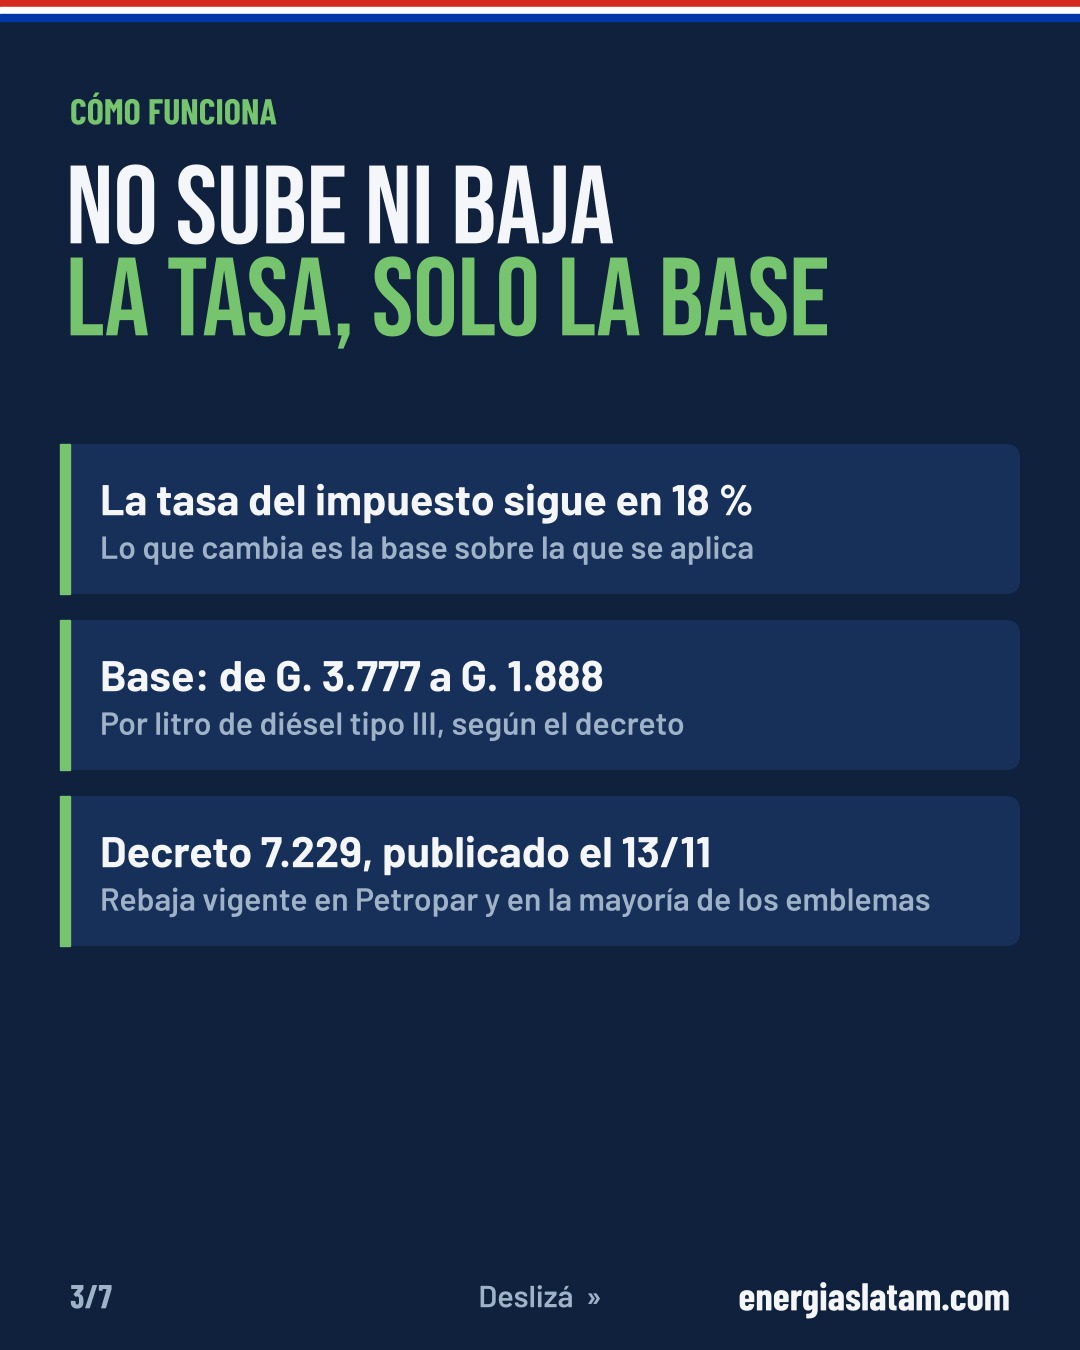 CÓMO FUNCIONA
NO SUBE NI BAJA
LA TASA, SOLO LA BASE
La tasa del impuesto sigue en 18 %
Lo que cambia es la base sobre la que se aplica
Base: de G. 3.777 a G. 1.888
Por litro de diésel tipo III, según el decreto
Decreto 7.229, publicado el 13/11
Rebaja vigente en Petropar y en la mayoría de los emblemas
3/7
Deslizá »
energiaslatam.com